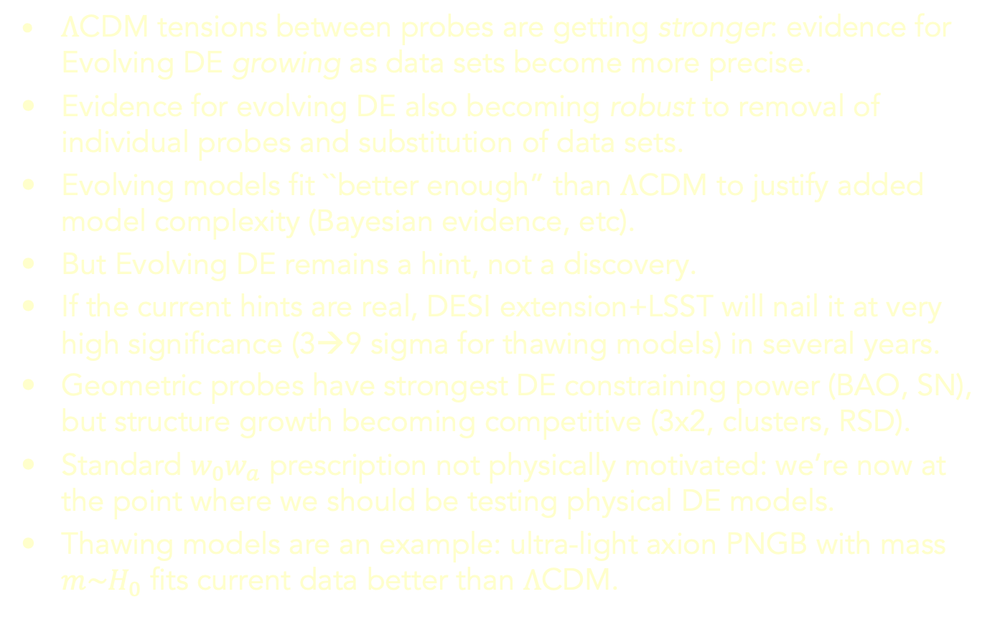 • ΛCDM tensions between probes are getting stronger: evidence for
Evolving DE growing as data sets become more precise.
• Evidence for evolving DE also becoming robust to removal of
individual probes and substitution of data sets.
• Evolving models fit ``better enough” than ΛCDM to justify added
model complexity (Bayesian evidence, etc).
• But Evolving DE remains a hint, not a discovery.
• If the current hints are real, DESI extension+LSST will nail it at very
high significance (3→9 sigma for thawing models) in several years.
• Geometric probes have strongest DE constraining power (BAO, SN),
but structure growth becoming competitive (3x2, clusters, RSD).
• Standard w₀wₐ prescription not physically motivated: we’re now at
the point where we should be testing physical DE models.
• Thawing models are an example: ultra-light axion PNGB with mass
m~H₀ fits current data better than ΛCDM.